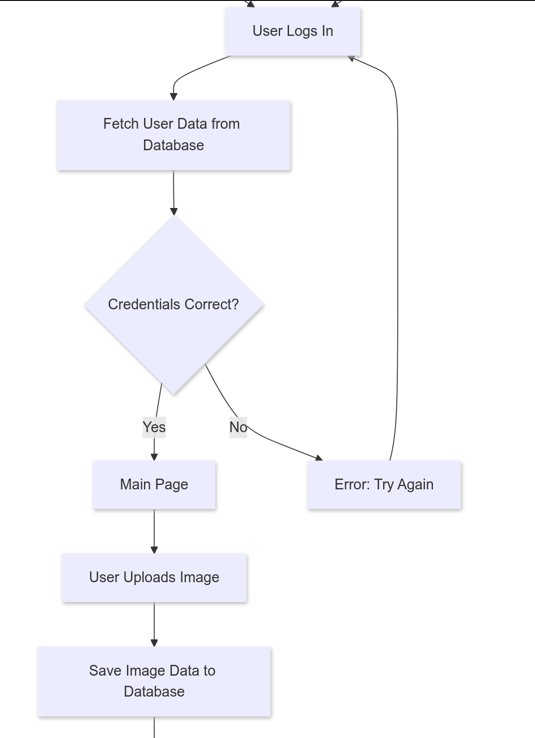 User Logs In
Fetch User Data from
Database
Credentials Correct?
Yes
No
Main Page
Error: Try Again
User Uploads Image
Save Image Data to
Database